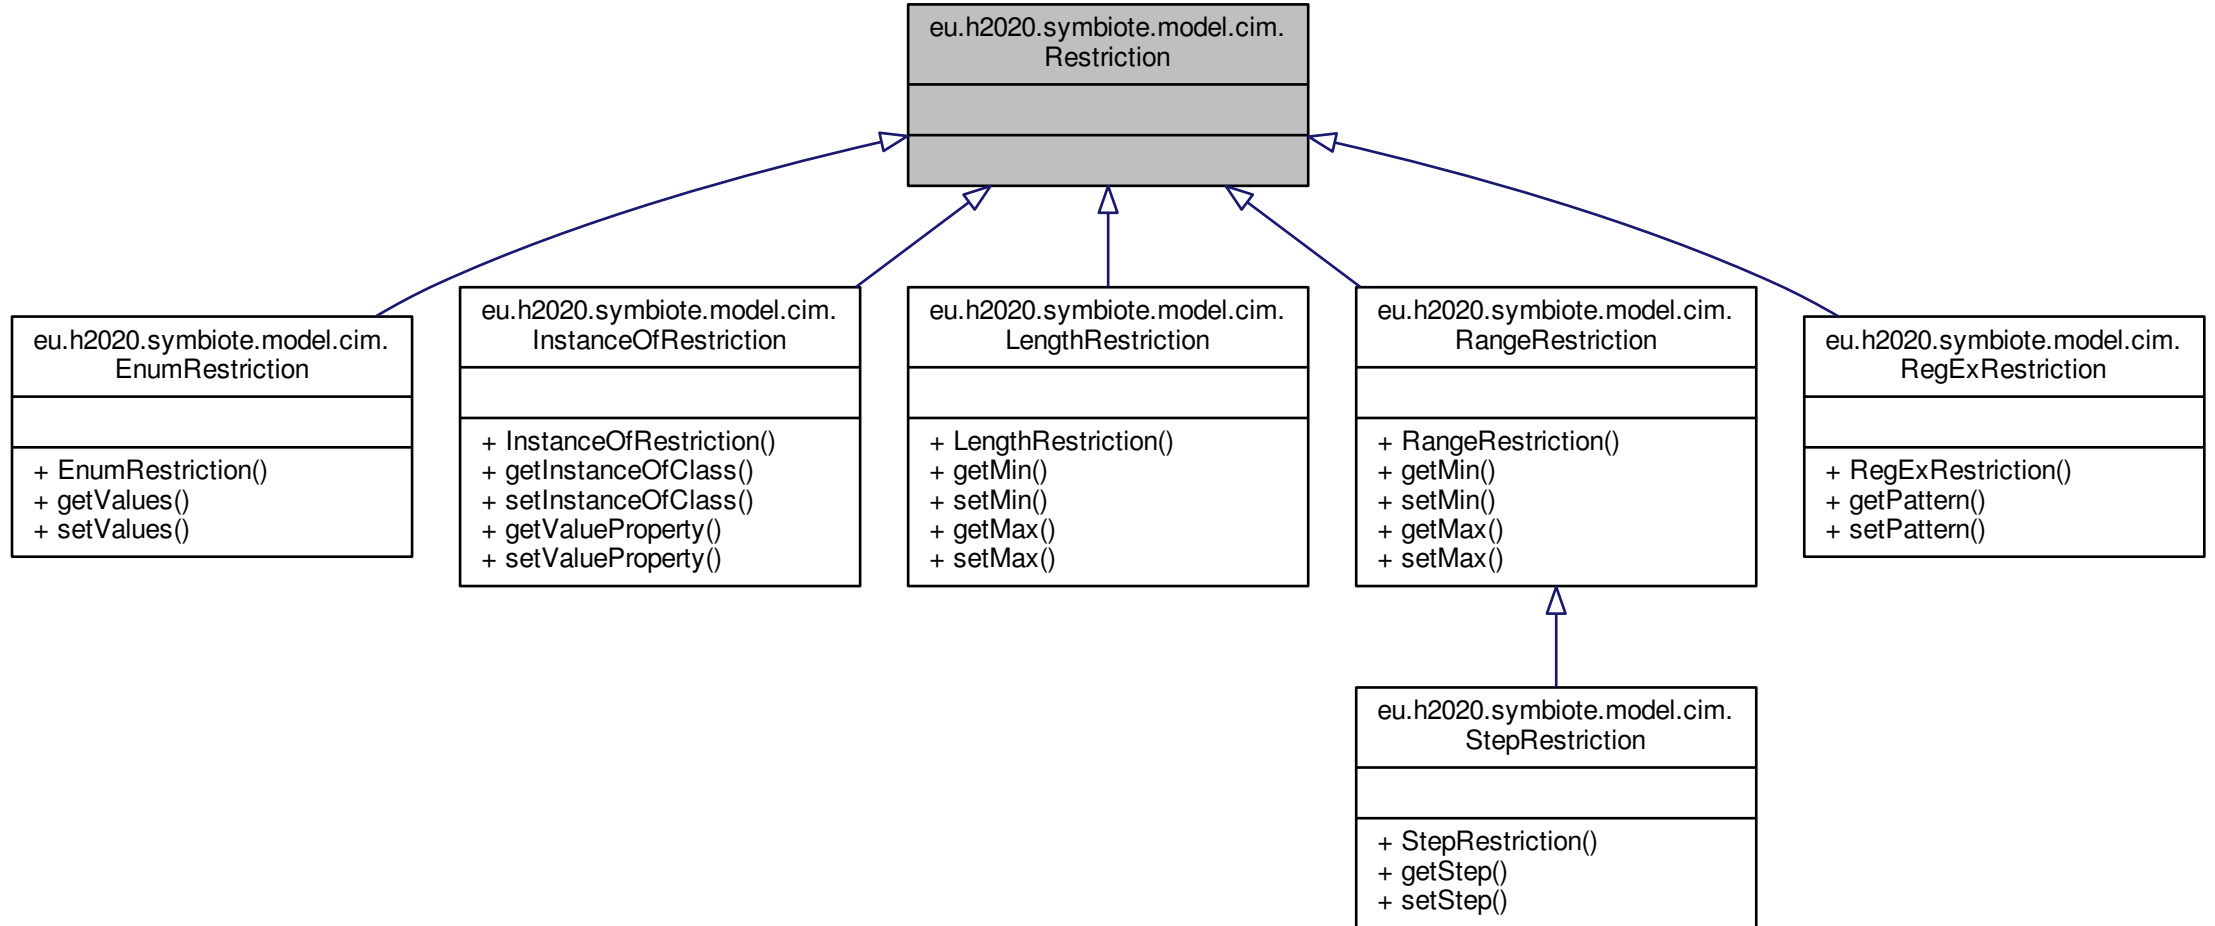 eu.h2020.symbiote.model.cim.
Restriction
eu.h2020.symbiote.model.cim.
EnumRestriction
+ EnumRestriction()
+ getValues()
+ setValues()
eu.h2020.symbiote.model.cim.
InstanceOfRestriction
+ InstanceOfRestriction()
+ getInstanceOfClass()
+ setInstanceOfClass()
+ getValueProperty()
+ setValueProperty()
eu.h2020.symbiote.model.cim.
LengthRestriction
+ LengthRestriction()
+ getMin()
+ setMin()
+ getMax()
+ setMax()
eu.h2020.symbiote.model.cim.
RangeRestriction
+ RangeRestriction()
+ getMin()
+ setMin()
+ getMax()
+ setMax()
eu.h2020.symbiote.model.cim.
RegExRestriction
+ RegExRestriction()
+ getPattern()
+ setPattern()
eu.h2020.symbiote.model.cim.
StepRestriction
+ StepRestriction()
+ getStep()
+ setStep()